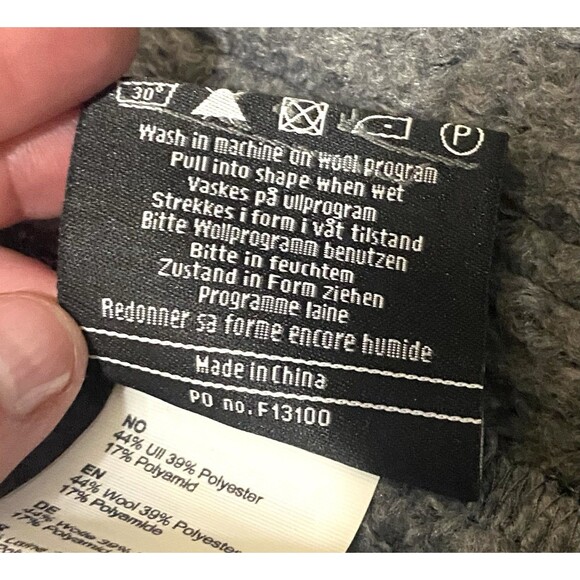 30°
P
Wash in machine on wool program
Pull into shape when wet
Vaskes på ullprogram
Strekkes i form i våt tilstand
Bitte Wollprogramm benutzen
Bitte in feuchtem
Zustand in Form ziehen
Programme laine
Redonner sa forme encore humide
Made in China
PO no. F13100
NO
44% Ull 39% Polyester
17% Polyamid
EN
44% Wool 39% Polyester
17% Polyamide
DE
17% Polyamid